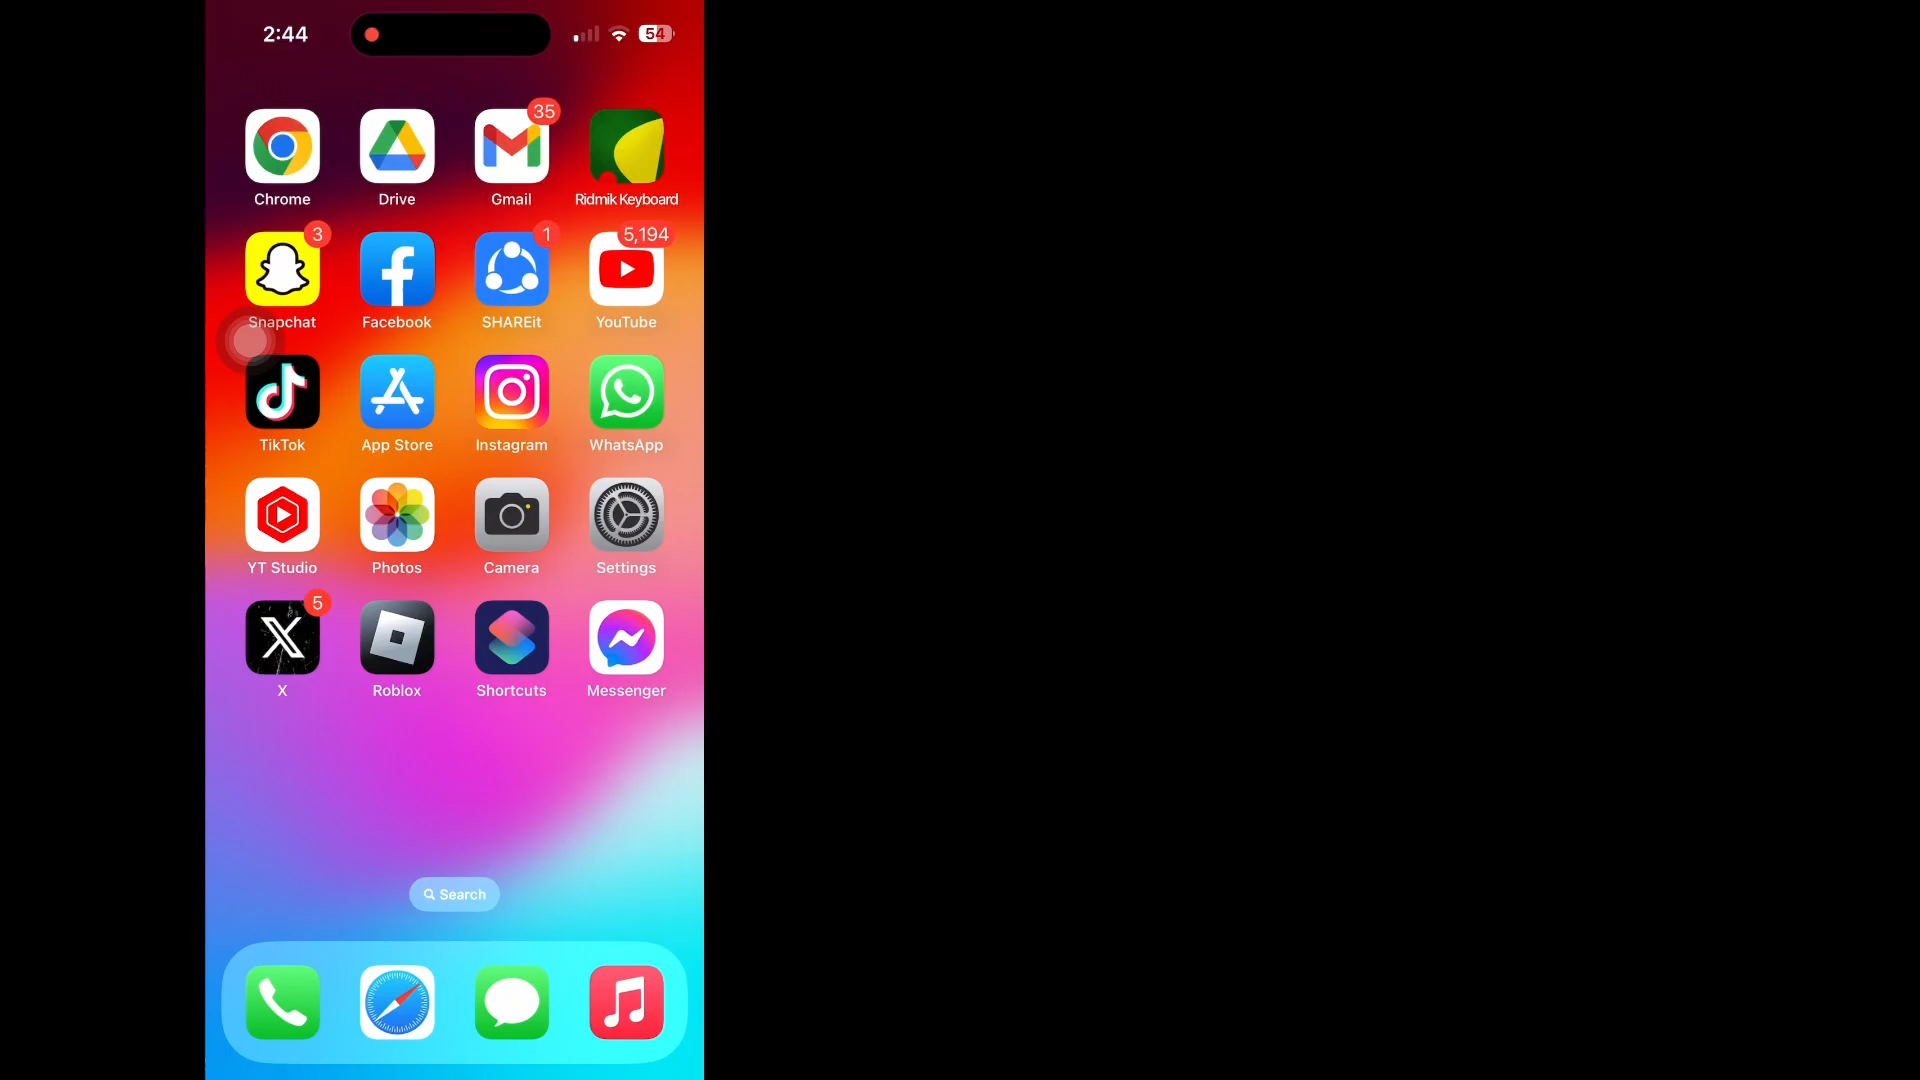 2:44
54
35
Chrome
Drive
Gmail
Ridmik Keyboard
3
1
5,194
Snapchat
Facebook
SHAREit
YouTube
TikTok
App Store
Instagram
WhatsApp
YT Studio
Photos
Camera
Settings
5
X
Roblox
Shortcuts
Messenger
Search